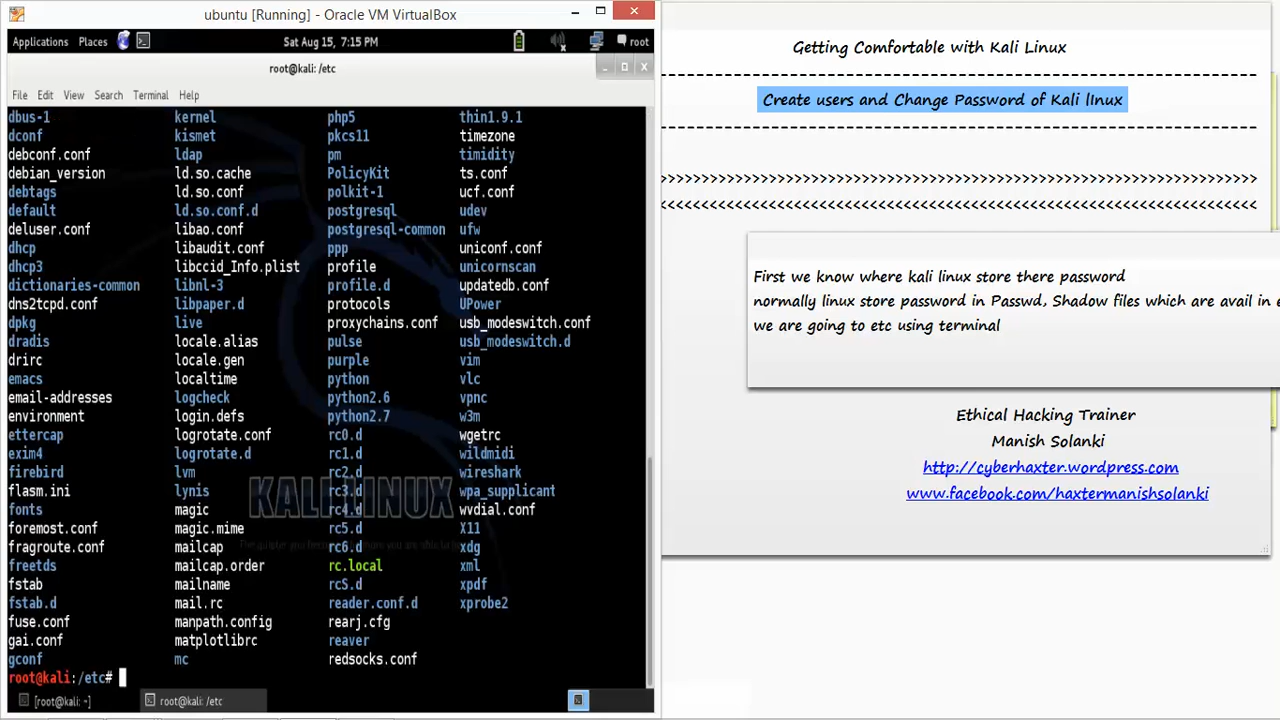 ubuntu [Running] - Oracle VM VirtualBox
Applications Places Sat Aug 15, 7:15 PM root
root@kali: /etc
File Edit View Search Terminal Help
dbus-1 kernel php5 thin1.9.1
dconf kismet pkcs11 timezone
debconf.conf ldap pm timidity
debian_version ld.so.cache PolicyKit ts.conf
debtags ld.so.conf polkit-1 ucf.conf
default ld.so.conf.d postgresql udev
deluser.conf libao.conf postgresql-common ufw
dhcp libaudit.conf ppp uniconf.conf
dhcp3 libccid_Info.plist profile unicornscan
dictionaries-common libnl-3 profile.d updatedb.conf
dns2tcpd.conf libpaper.d protocols UPower
dpkg live proxychains.conf usb_modeswitch.conf
dradis locale.alias pulse usb_modeswitch.d
drirc locale.gen purple vim
emacs localtime python vlc
email-addresses logcheck python2.6 vpnc
environment login.defs python2.7 w3m
ettercap logrotate.conf rc0.d wgetrc
exim4 logrotate.d rc1.d wildmidi
firebird lvm rc2.d wireshark
flasm.ini lynis rc3.d wpa_supplicant
fonts magic rc4.d wvdial.conf
foremost.conf magic.mime rc5.d X11
fragroute.conf mailcap rc6.d xdg
freetds mailcap.order rc.local xml
fstab mailname rcS.d xpdf
fstab.d mail.rc reader.conf.d xprobe2
fuse.conf manpath.config rearj.cfg
gai.conf matplotlibrc reaver
gconf mc redsocks.conf
root@kali:/etc#
KALI LINUX
[root@kali: ~] root@kali: /etc
Getting Comfortable with Kali Linux
--------------------------------------------------------------
Create users and Change Password of Kali lInux
--------------------------------------------------------------
>>>>>>>>>>>>>>>>>>>>>>>>>>>>>>>>>>>>>>>>>>>>>>>>>>>>>>>>>>>>>>
<<<<<<<<<<<<<<<<<<<<<<<<<<<<<<<<<<<<<<<<<<<<<<<<<<<<<<<<<<<<<<
First we know where kali linux store there password
normally linux store password in Passwd, Shadow files which are avail in e
we are going to etc using terminal
Ethical Hacking Trainer
Manish Solanki
http://cyberhaxter.wordpress.com
www.facebook.com/haxtermanishsolanki